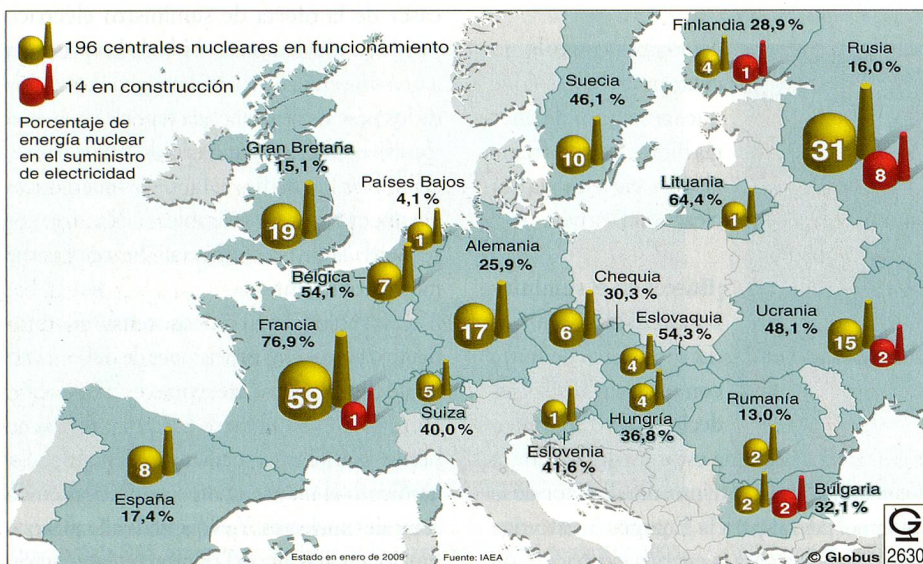 196 centrales nucleares en funcionamiento
14 en construcción
Porcentaje de
energía nuclear
en el suministro
de electricidad
Finlandia 28,9 %
4
1
Rusia
16,0 %
31
8
Suecia
46,1 %
10
Gran Bretaña
15,1 %
19
Países Bajos
4,1 %
1
Lituania
64,4 %
1
Bélgica
54,1 %
7
Alemania
25,9 %
17
Chequia
30,3 %
6
Eslovaquia
54,3 %
4
Ucrania
48,1 %
15
2
Francia
76,9 %
59
1
5
Suiza
40,0 %
1
Eslovenia
41,6 %
4
Hungría
36,8 %
Rumanía
13,0 %
2
8
España
17,4 %
2
2
Bulgaria
32,1 %
Estado en enero de 2009
Fuente: IAEA
© Globus
G
2630